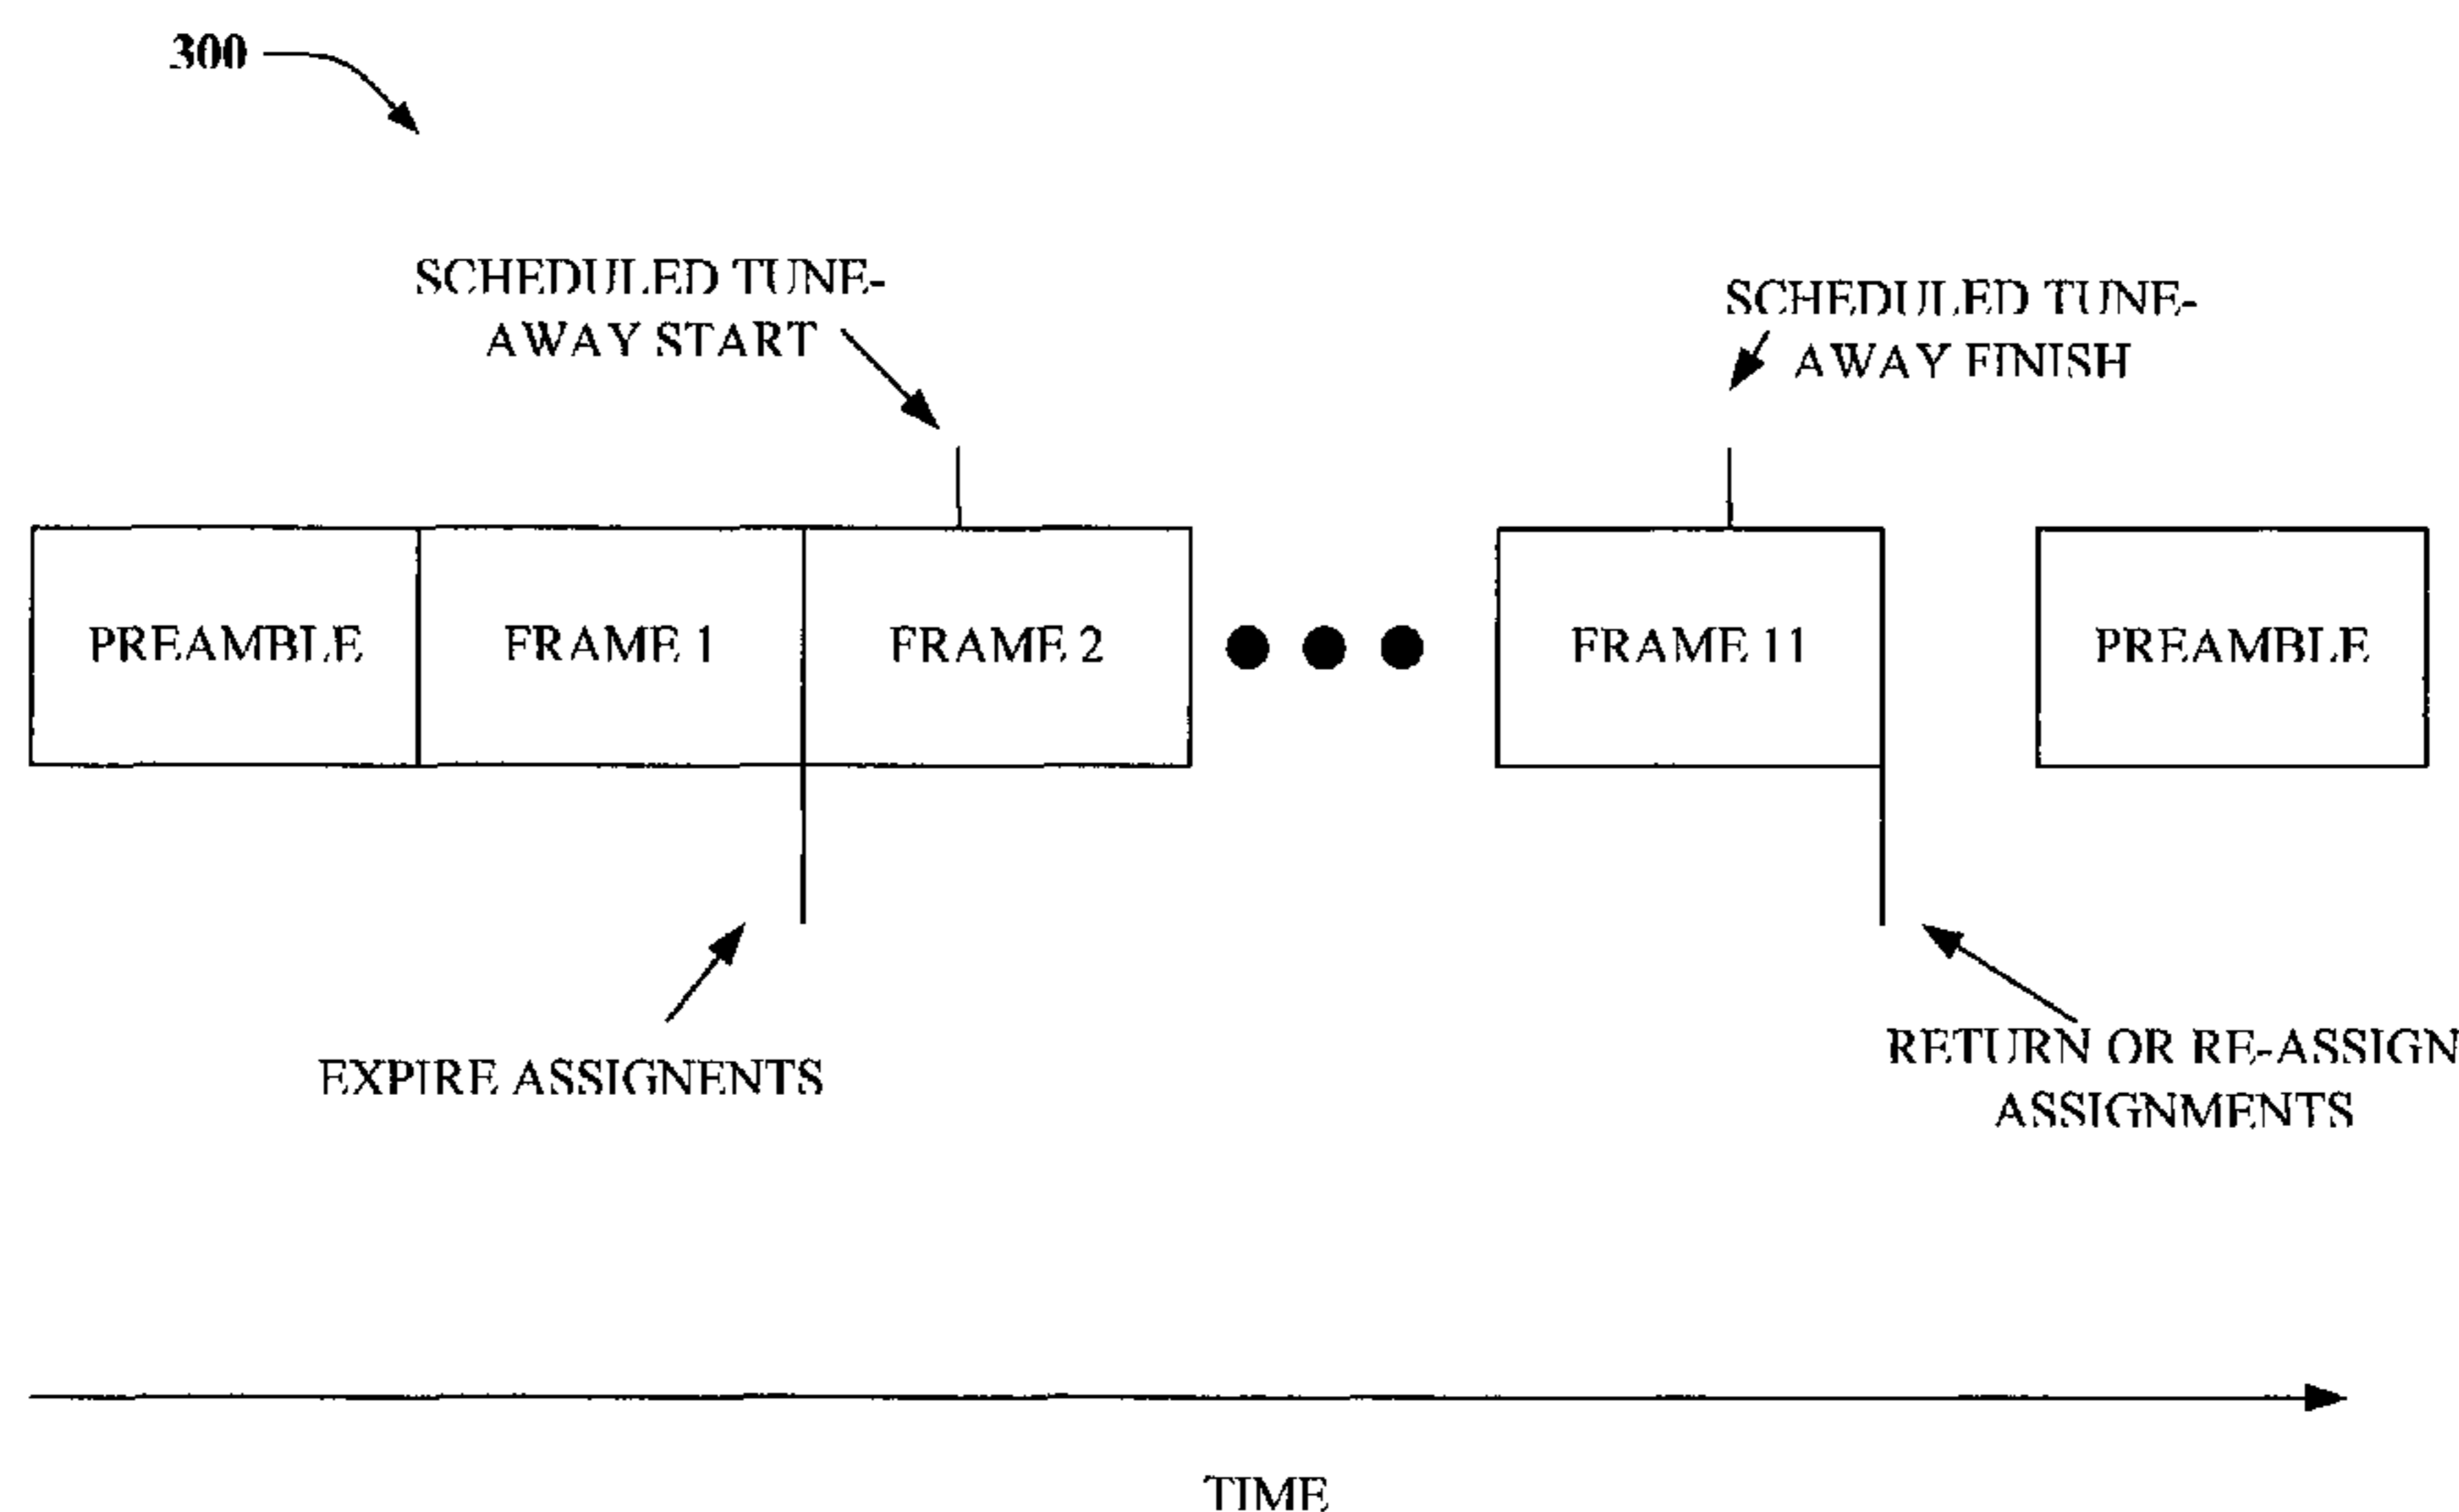 300
SCHEDULED TUNE-
AWAY START
SCHEDULED TUNE-
AWAY FINISH
PREAMBLE
FRAME 1
FRAME 2
FRAME 11
PREAMBLE
EXPIRE ASSIGNENTS
RETURN OR RE-ASSIGN
ASSIGNMENTS
TIME